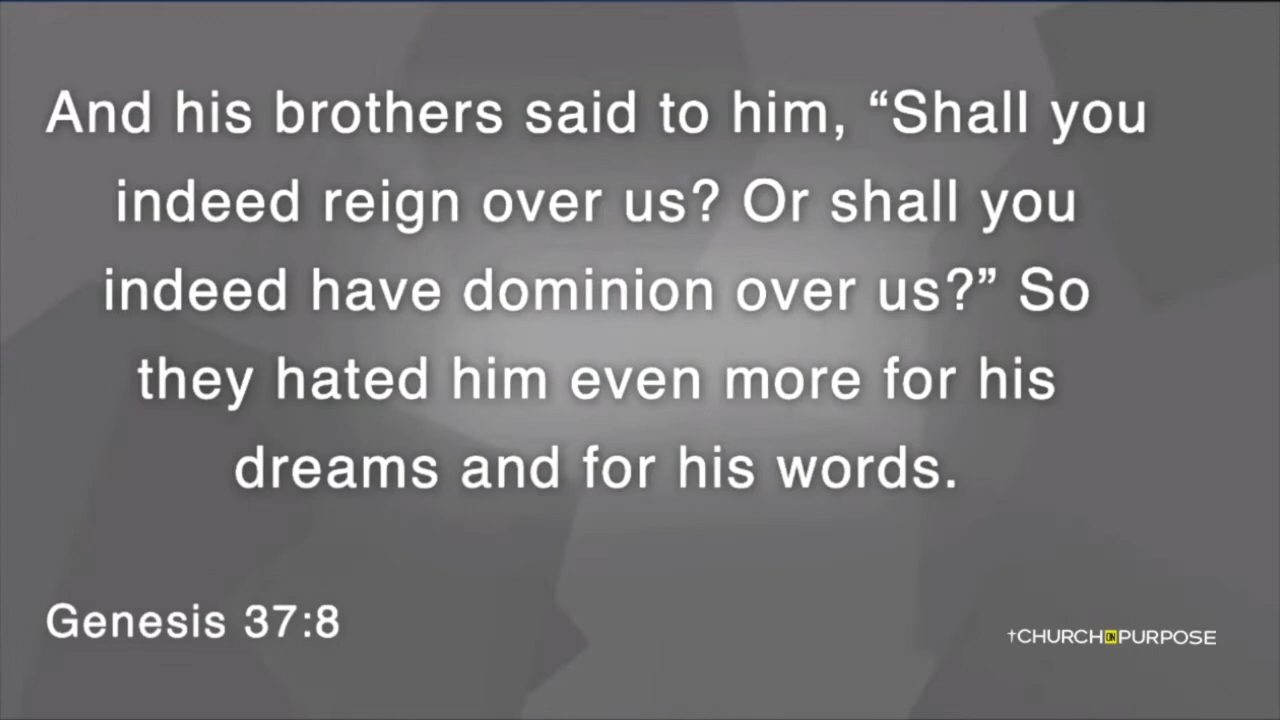 And his brothers said to him, “Shall you
indeed reign over us? Or shall you
indeed have dominion over us?” So
they hated him even more for his
dreams and for his words.
Genesis 37:8
†CHURCH ON PURPOSE